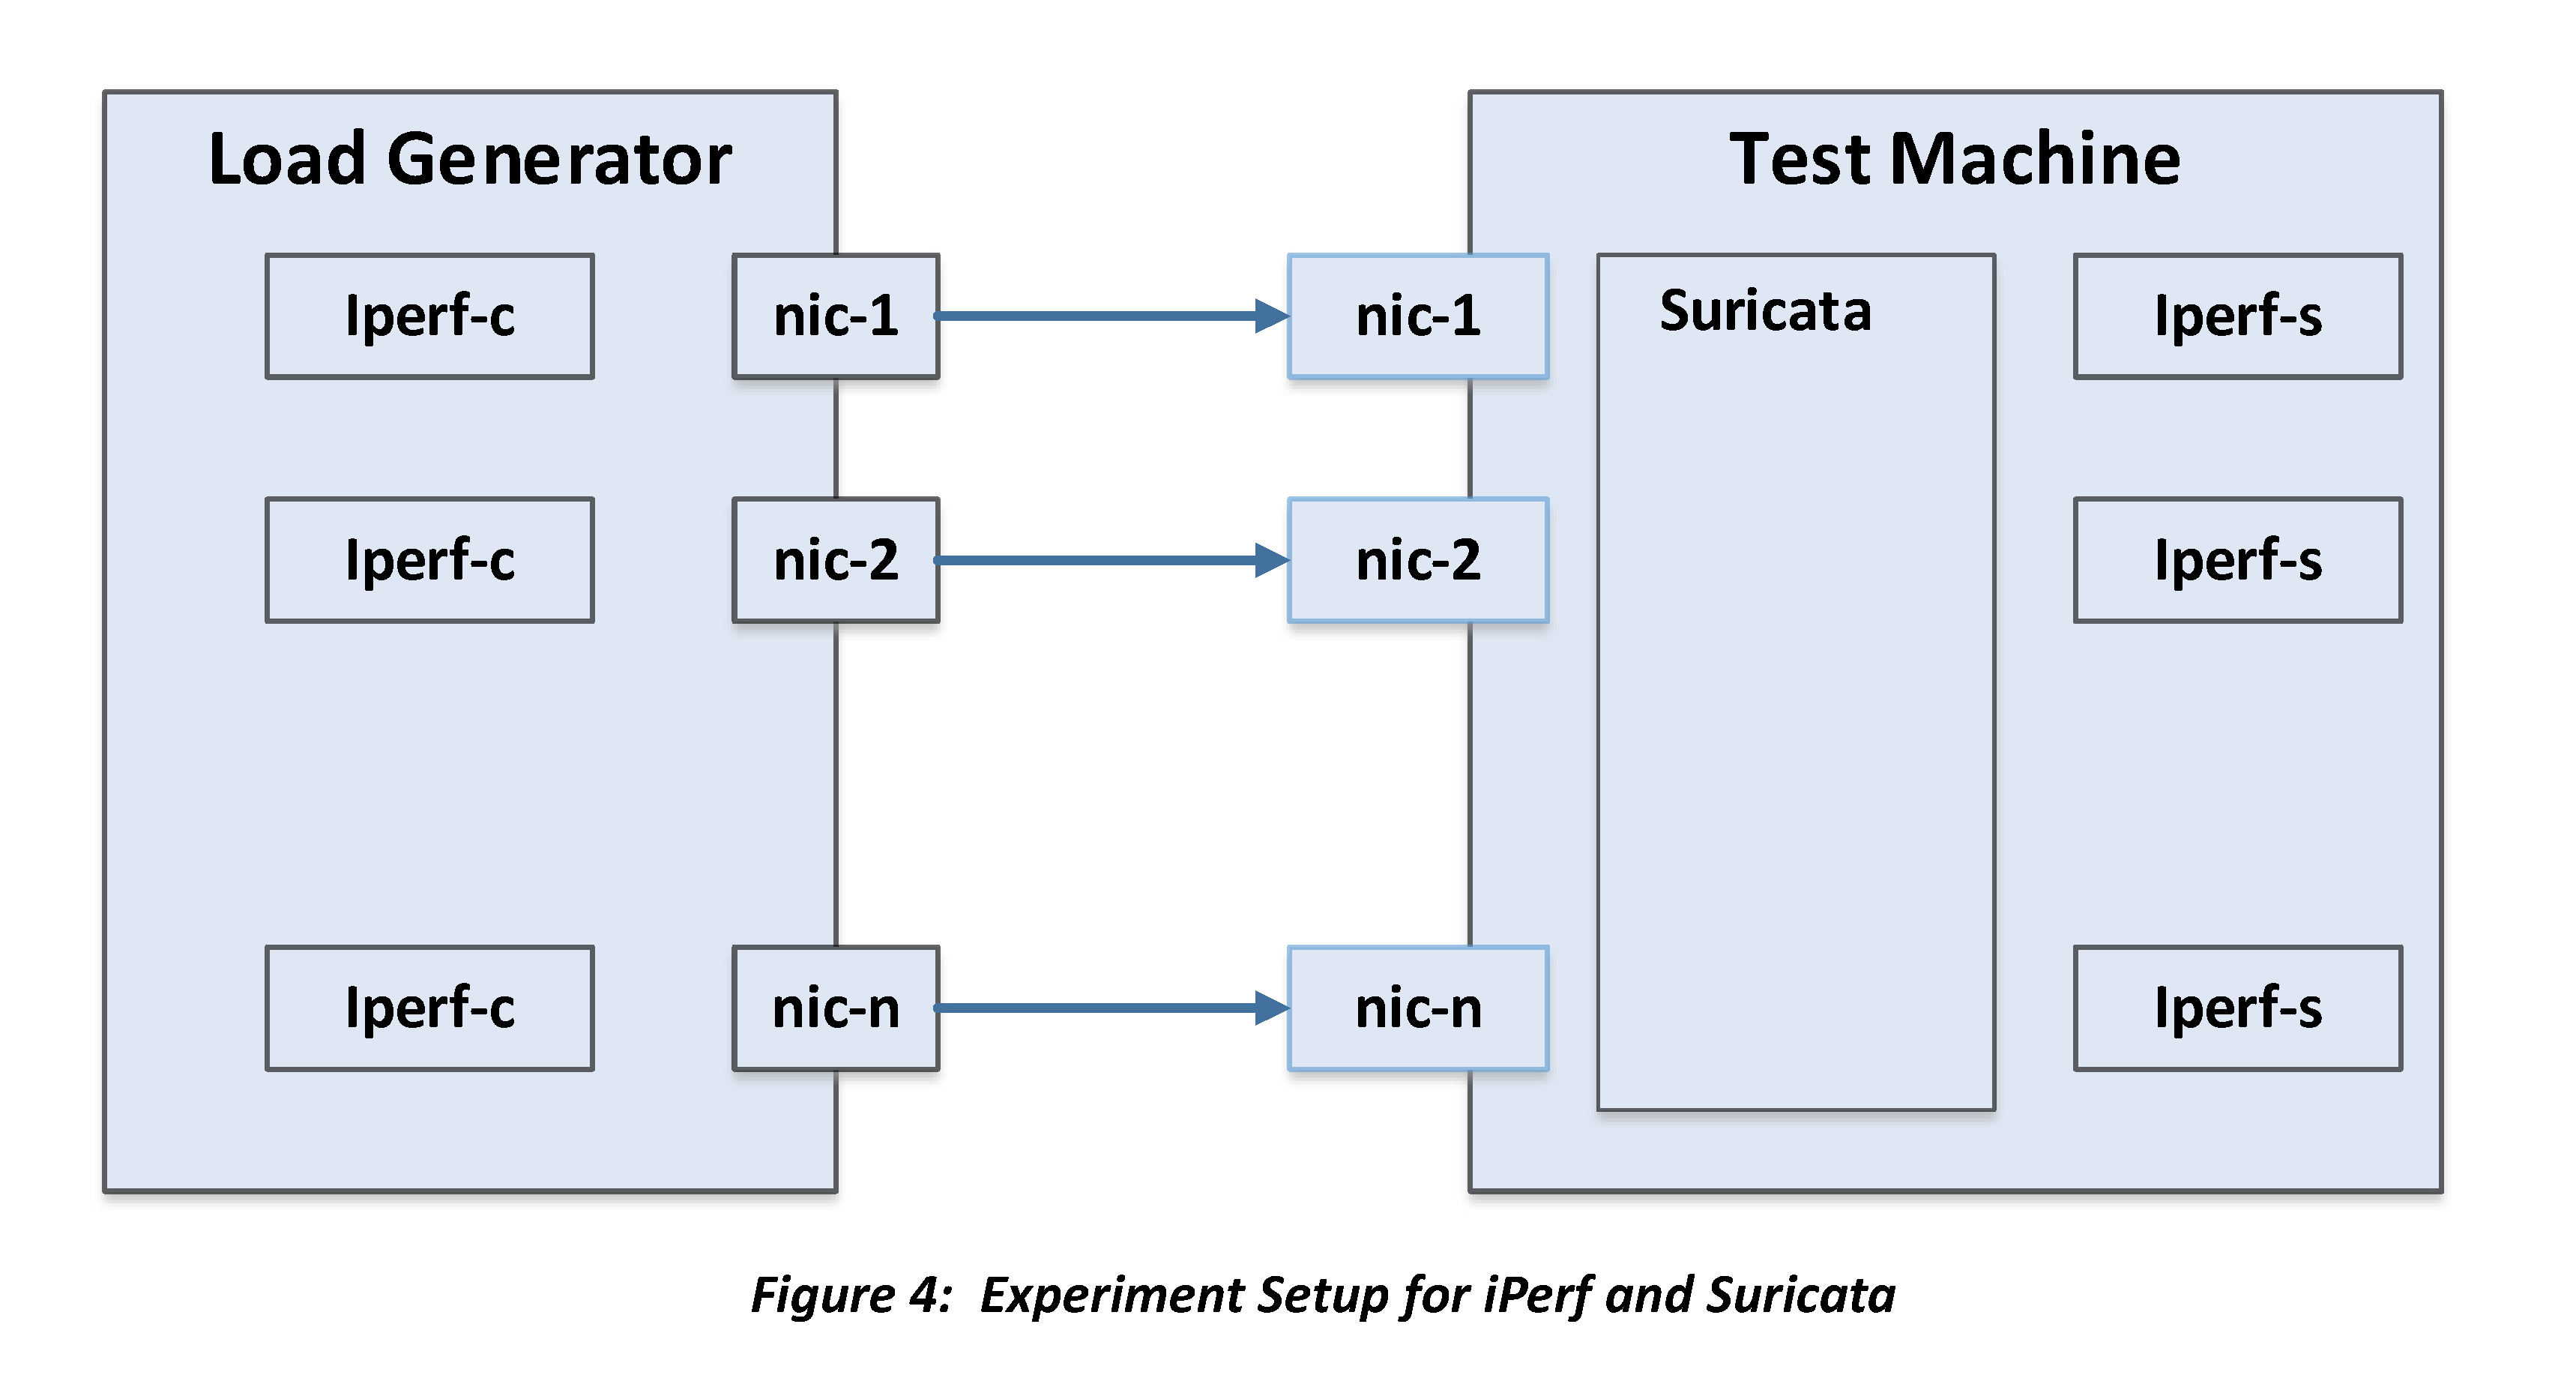 Load Generator
Test Machine
Iperf-c
nic-1
nic-1
Suricata
Iperf-s
Iperf-c
nic-2
nic-2
Iperf-s
Iperf-c
nic-n
nic-n
Iperf-s
Figure 4:  Experiment Setup for iPerf and Suricata